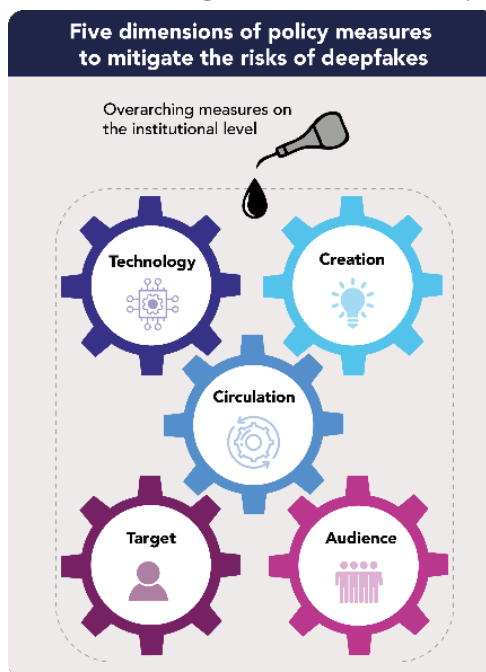 Five dimensions of policy measures
to mitigate the risks of deepfakes
Overarching measures on
the institutional level
Technology
Creation
Circulation
Target
Audience